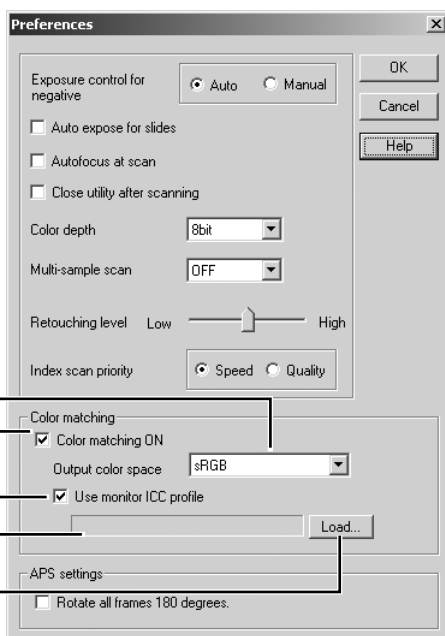 Preferences
Exposure control for negative
Auto
Manual
OK
Cancel
Help
Auto expose for slides
Autofocus at scan
Close utility after scanning
Color depth
8bit
Multi-sample scan
OFF
Retouching level
Low
High
Index scan priority
Speed
Quality
Color matching
Color matching ON
Output color space
sRGB
Use monitor ICC profile
Load...
APS settings
Rotate all frames 180 degrees.